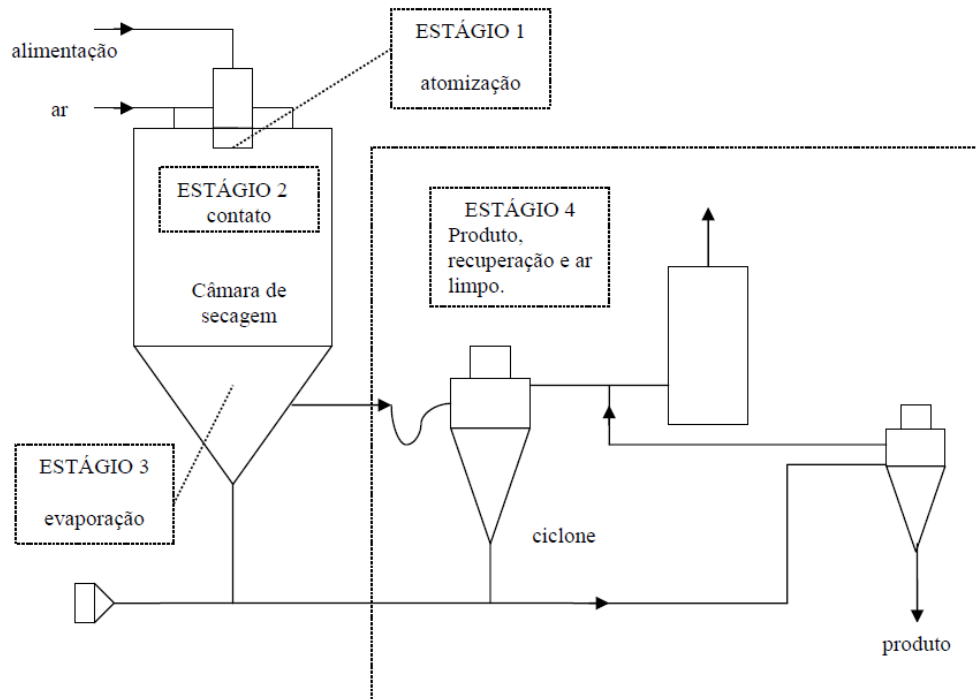 alimentação
ar
ESTÁGIO 1
atomização
ESTÁGIO 2
contato
Câmara de
secagem
ESTÁGIO 3
evaporação
ESTÁGIO 4
Produto,
recuperação e ar
limpo.
ciclone
produto